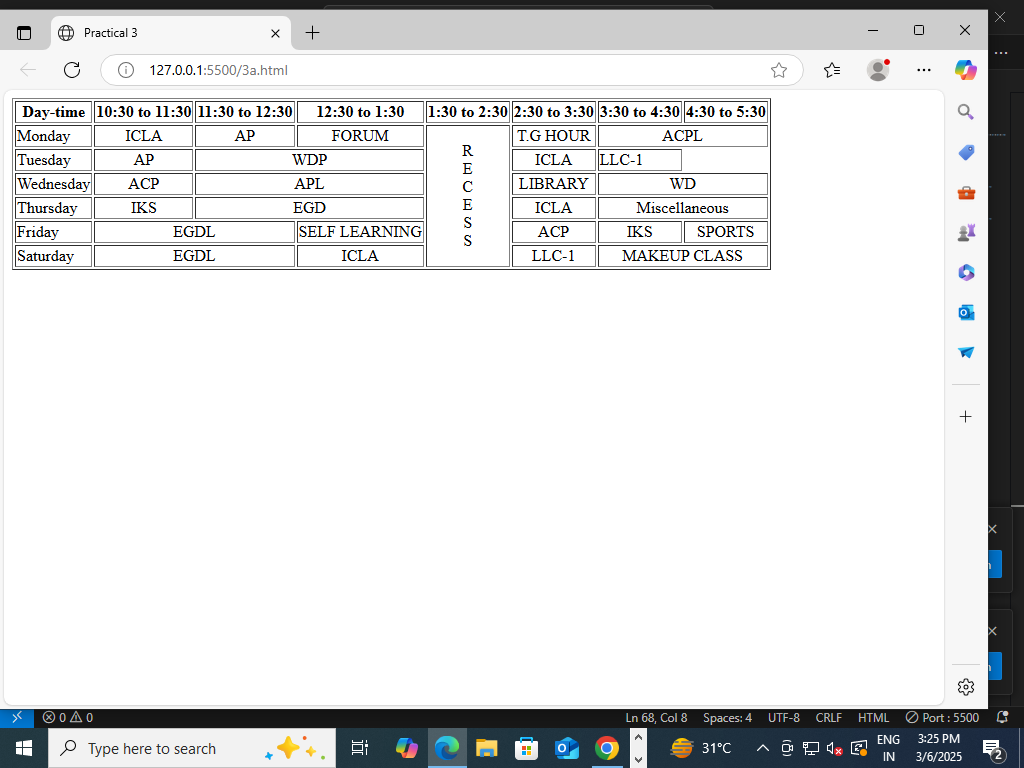 Practical 3
127.0.0.1:5500/3a.html
Day-time 10:30 to 11:30 11:30 to 12:30 12:30 to 1:30 1:30 to 2:30 2:30 to 3:30 3:30 to 4:30 4:30 to 5:30
Monday ICLA AP FORUM R E C E S S T.G HOUR ACPL
Tuesday AP WDP ICLA LLC-1
Wednesday ACP APL LIBRARY WD
Thursday IKS EGD ICLA Miscellaneous
Friday EGDL SELF LEARNING ACP IKS SPORTS
Saturday EGDL ICLA LLC-1 MAKEUP CLASS
0 0 Ln 68, Col 8 Spaces: 4 UTF-8 CRLF HTML Port : 5500
Type here to search 31°C ENG IN 3:25 PM 3/6/2025 2